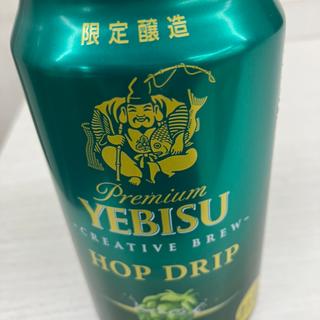 限定醸造
Premium
YEBISU
-CREATIVE BREW-
HOP DRIP